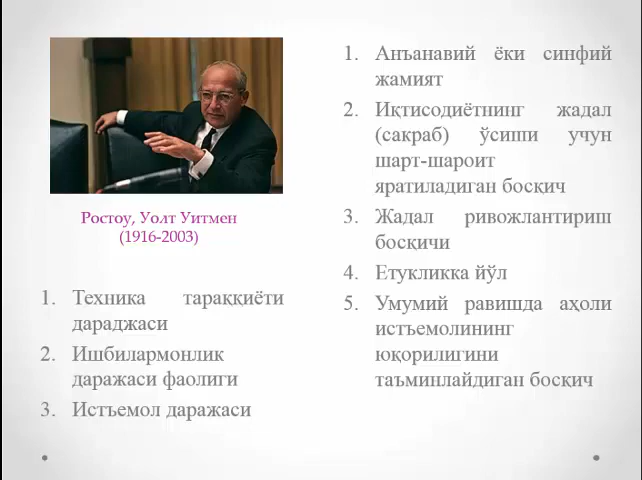 Ростоу, Уолт Уитмен
(1916-2003)
1. Техника тараққиёти
дараджаси
2. Ишбилармонлик
даражаси фаолиги
3. Истъемол даражаси
1. Анъанавий ёки синфий
жамият
2. Иқтисодиётнинг жадал
(сакраб) ўсиши учун
шарт-шароит
яратиладиган босқич
3. Жадал ривожлантириш
босқичи
4. Етукликка йўл
5. Умумий равишда аҳоли
истъемолининг
юқорилигини
таъминлайдиган босқич